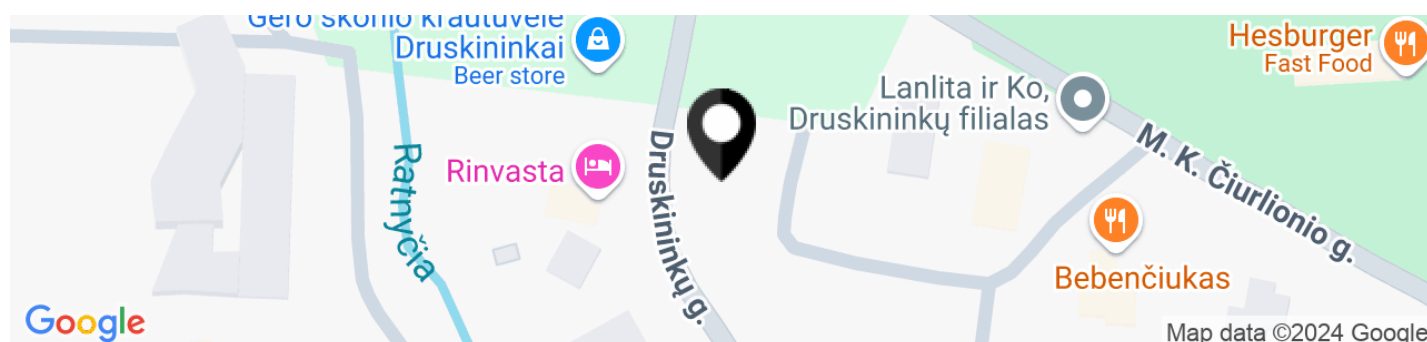 Gero skonio krautuvėlė
Druskininkai
Beer store
Hesburger
Fast Food
Lanlita ir Ko,
Druskininkų filialas
Rinvasta
Ratnyčia
Druskininkų g.
M. K. Čiurlionio g.
Bebenčiukas
Google
Map data ©2024 Google